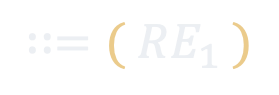 ::= ( RE₁ )